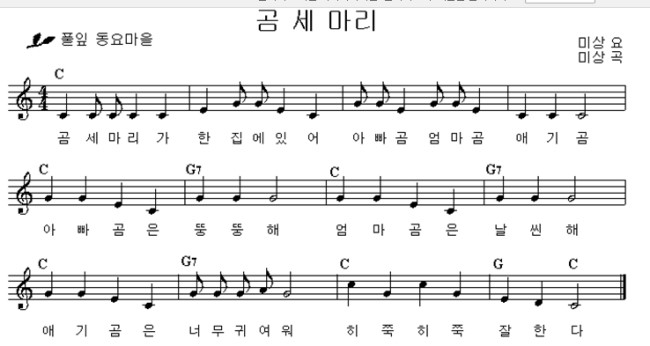 곰 세 마리
풀잎 동요마을
미상 요
미상 곡
C
곰 세 마 리 가 한 집 에 있 어 아 빠 곰 엄 마 곰 애 기 곰
C G7 C G7
아 빠 곰 은 뚱 뚱 해 엄 마 곰 은 날 씬 해
C G7 C G C
애 기 곰 은 너 무 귀 여 워 히 쭉 히 쭉 잘 한 다